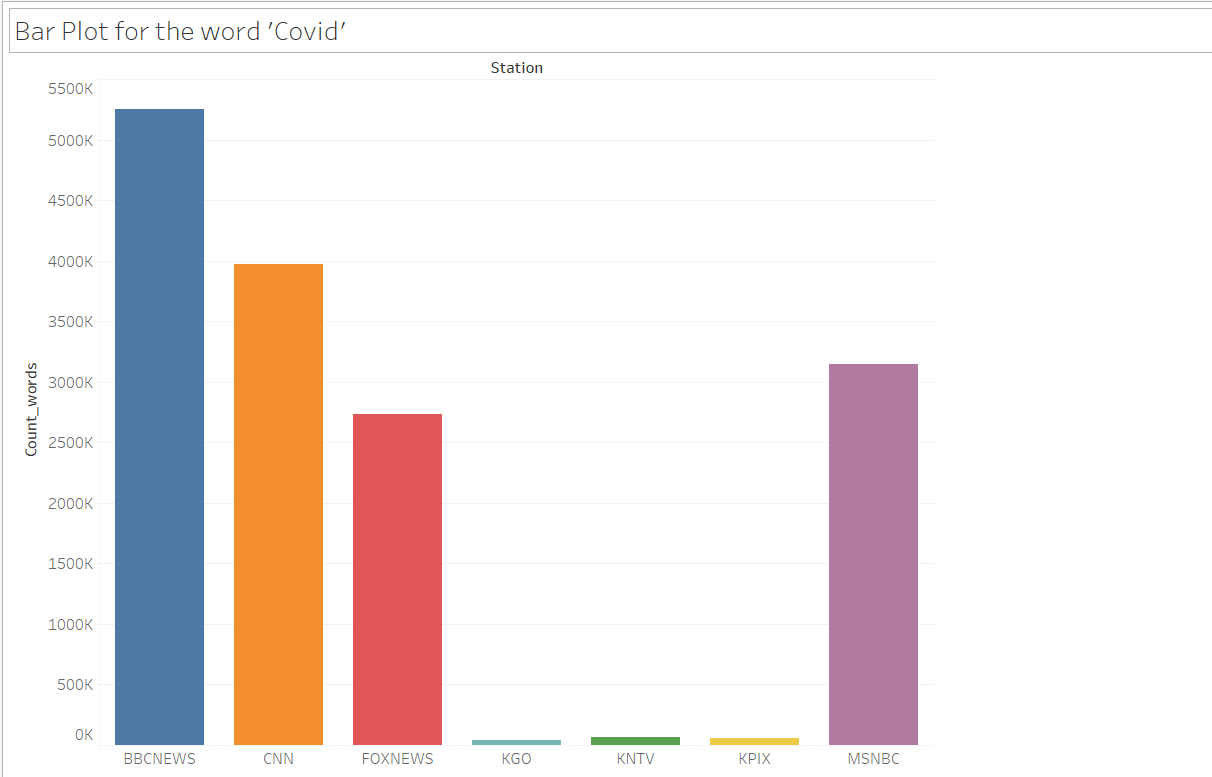 Bar Plot for the word 'Covid'
Station
5500K
5000K
4500K
4000K
3500K
3000K
2500K
2000K
1500K
1000K
500K
0K
Count_words
BBCNEWS CNN FOXNEWS KGO KNTV KPIX MSNBC